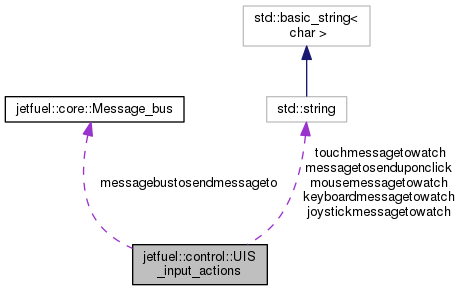 std::basic_string<
char >
jetfuel::core::Message_bus
std::string
messagebustosendmessageto
touchmessagetowatch
messagetosenduponclick
mousemessagetowatch
keyboardmessagetowatch
joystickmessagetowatch
jetfuel::control::UIS
_input_actions